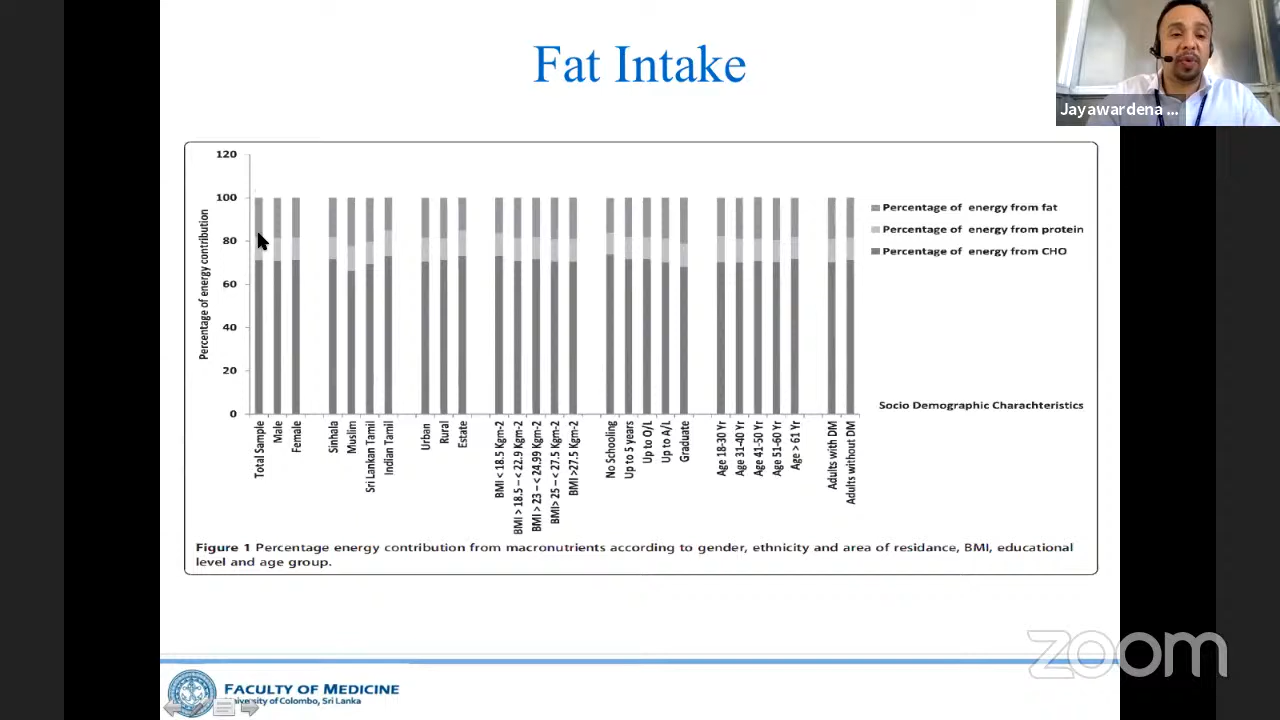 Fat Intake
Jayawardena ...
120
100
80
60
40
20
0
Percentage of energy contribution
Percentage of energy from fat
Percentage of energy from protein
Percentage of energy from CHO
Socio Demographic Charachteristics
Total Sample
Male
Female
Sinhala
Muslim
Sri Lankan Tamil
Indian Tamil
Urban
Rural
Estate
BMI < 18.5 Kgm-2
BMI > 18.5 – < 22.9 Kgm-2
BMI > 23 – < 24.99 Kgm-2
BMI> 25 – < 27.5 Kgm-2
BMI >27.5 Kgm-2
No Schooling
Up to 5 years
Up to O/L
Up to A/L
Graduate
Age 18-30 Yr
Age 31-40 Yr
Age 41-50 Yr
Age 51-60 Yr
Age > 61 Yr
Adults with DM
Adults without DM
Figure 1 Percentage energy contribution from macronutrients according to gender, ethnicity and area of residance, BMI, educational
level and age group.
zoom
FACULTY OF MEDICINE
University of Colombo, Sri Lanka